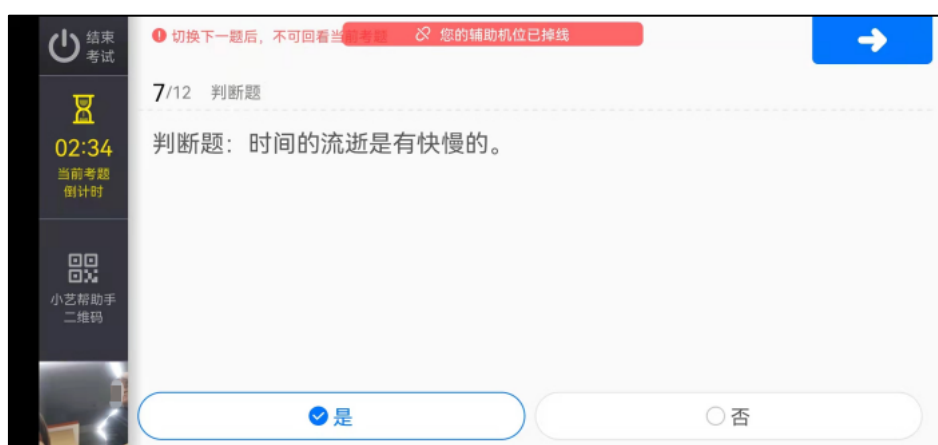 结束
考试
切换下一题后，不可回看当前考题
您的辅助机位已掉线
7/12 判断题
02:34
当前考题
倒计时
判断题：时间的流逝是有快慢的。
小艺帮助手
二维码
是
否